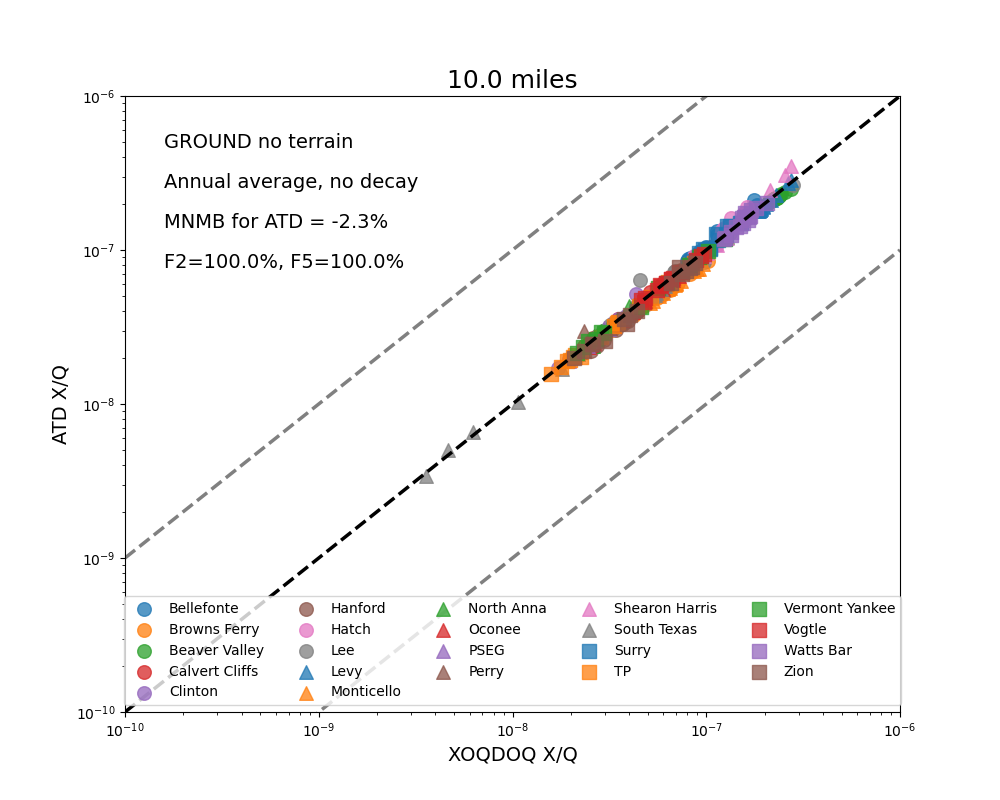 10.0 miles
10⁻⁶
GROUND no terrain
Annual average, no decay
MNMB for ATD = -2.3%
F2=100.0%, F5=100.0%
10⁻⁷
ATD X/Q
10⁻⁸
10⁻⁹
Bellefonte Hanford North Anna Shearon Harris Vermont Yankee
Browns Ferry Hatch Oconee South Texas Vogtle
Beaver Valley Lee PSEG Surry Watts Bar
Calvert Cliffs Levy Perry TP Zion
Clinton Monticello
10⁻¹⁰
10⁻¹⁰ 10⁻⁹ 10⁻⁸ 10⁻⁷ 10⁻⁶
XOQDOQ X/Q